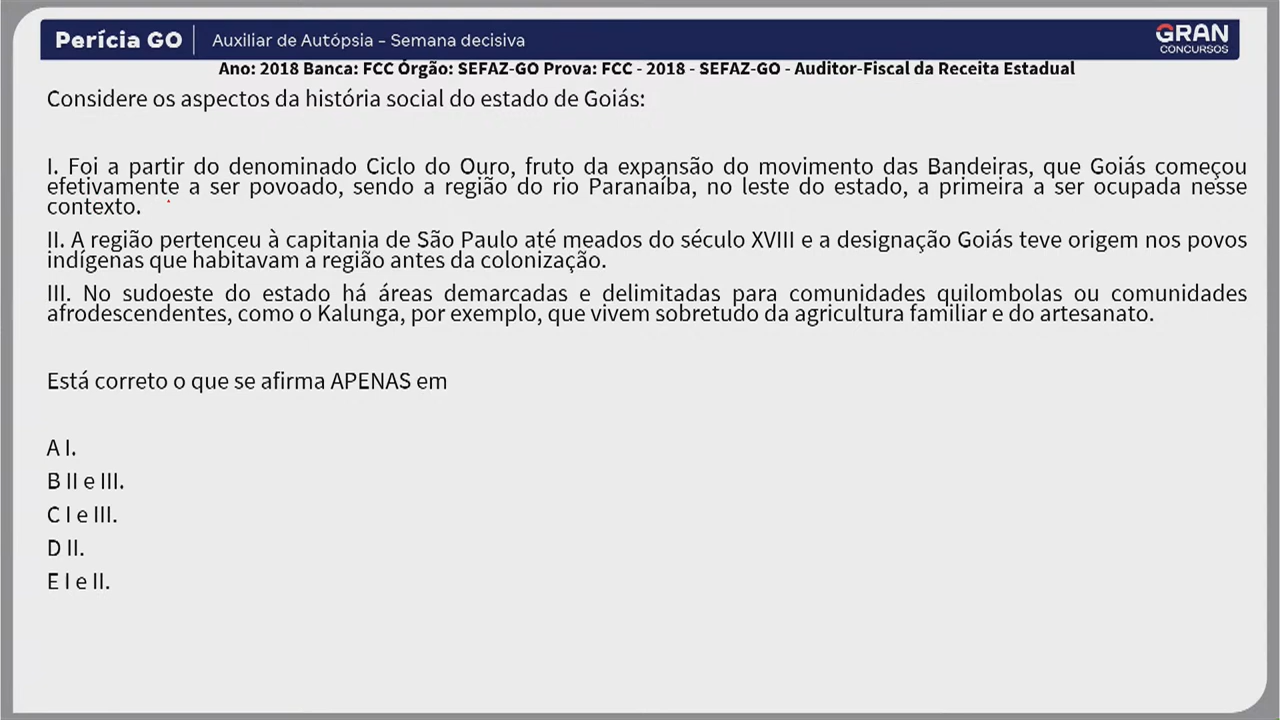 Perícia GO
Auxiliar de Autópsia – Semana decisiva
GRAN
CONCURSOS
Ano: 2018 Banca: FCC Órgão: SEFAZ-GO Prova: FCC - 2018 - SEFAZ-GO - Auditor-Fiscal da Receita Estadual
Considere os aspectos da história social do estado de Goiás:
I. Foi a partir do denominado Ciclo do Ouro, fruto da expansão do movimento das Bandeiras, que Goiás começou
efetivamente a ser povoado, sendo a região do rio Paranaíba, no leste do estado, a primeira a ser ocupada nesse
contexto.
II. A região pertenceu à capitania de São Paulo até meados do século XVIII e a designação Goiás teve origem nos povos
indígenas que habitavam a região antes da colonização.
III. No sudoeste do estado há áreas demarcadas e delimitadas para comunidades quilombolas ou comunidades
afrodescendentes, como o Kalunga, por exemplo, que vivem sobretudo da agricultura familiar e do artesanato.
Está correto o que se afirma APENAS em
A I.
B II e III.
C I e III.
D II.
E I e II.